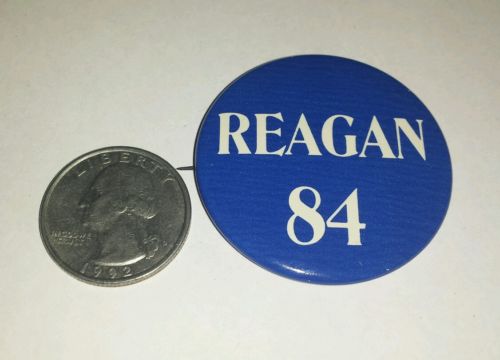 LIBERTY
IN GOD WE
TRUST
1992
REAGAN
84